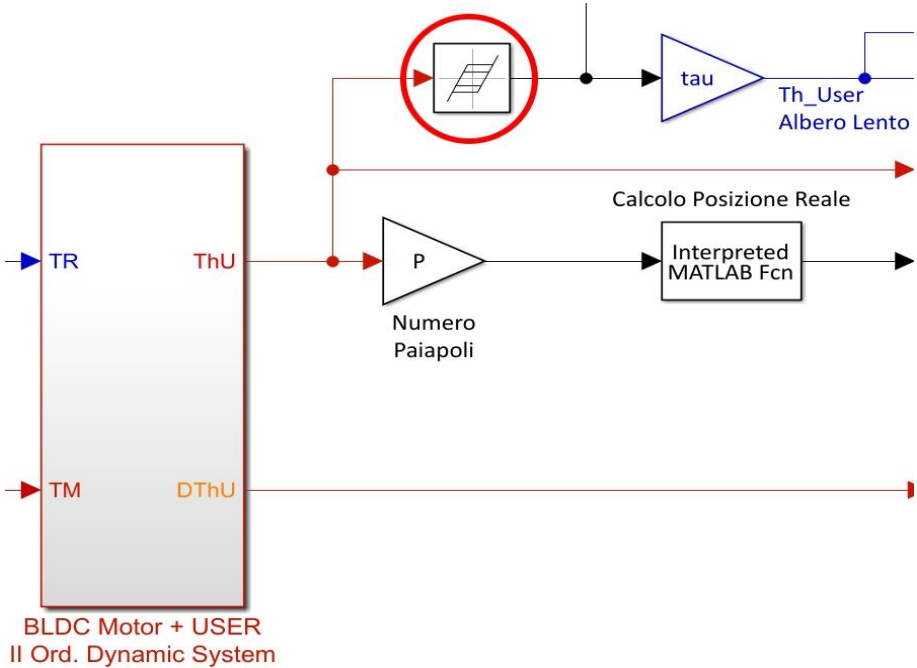 tau
Th_User
Albero Lento
Calcolo Posizione Reale
TR
ThU
P
Interpreted
MATLAB Fcn
Numero
Paiapoli
TM
DThU
BLDC Motor + USER
II Ord. Dynamic System